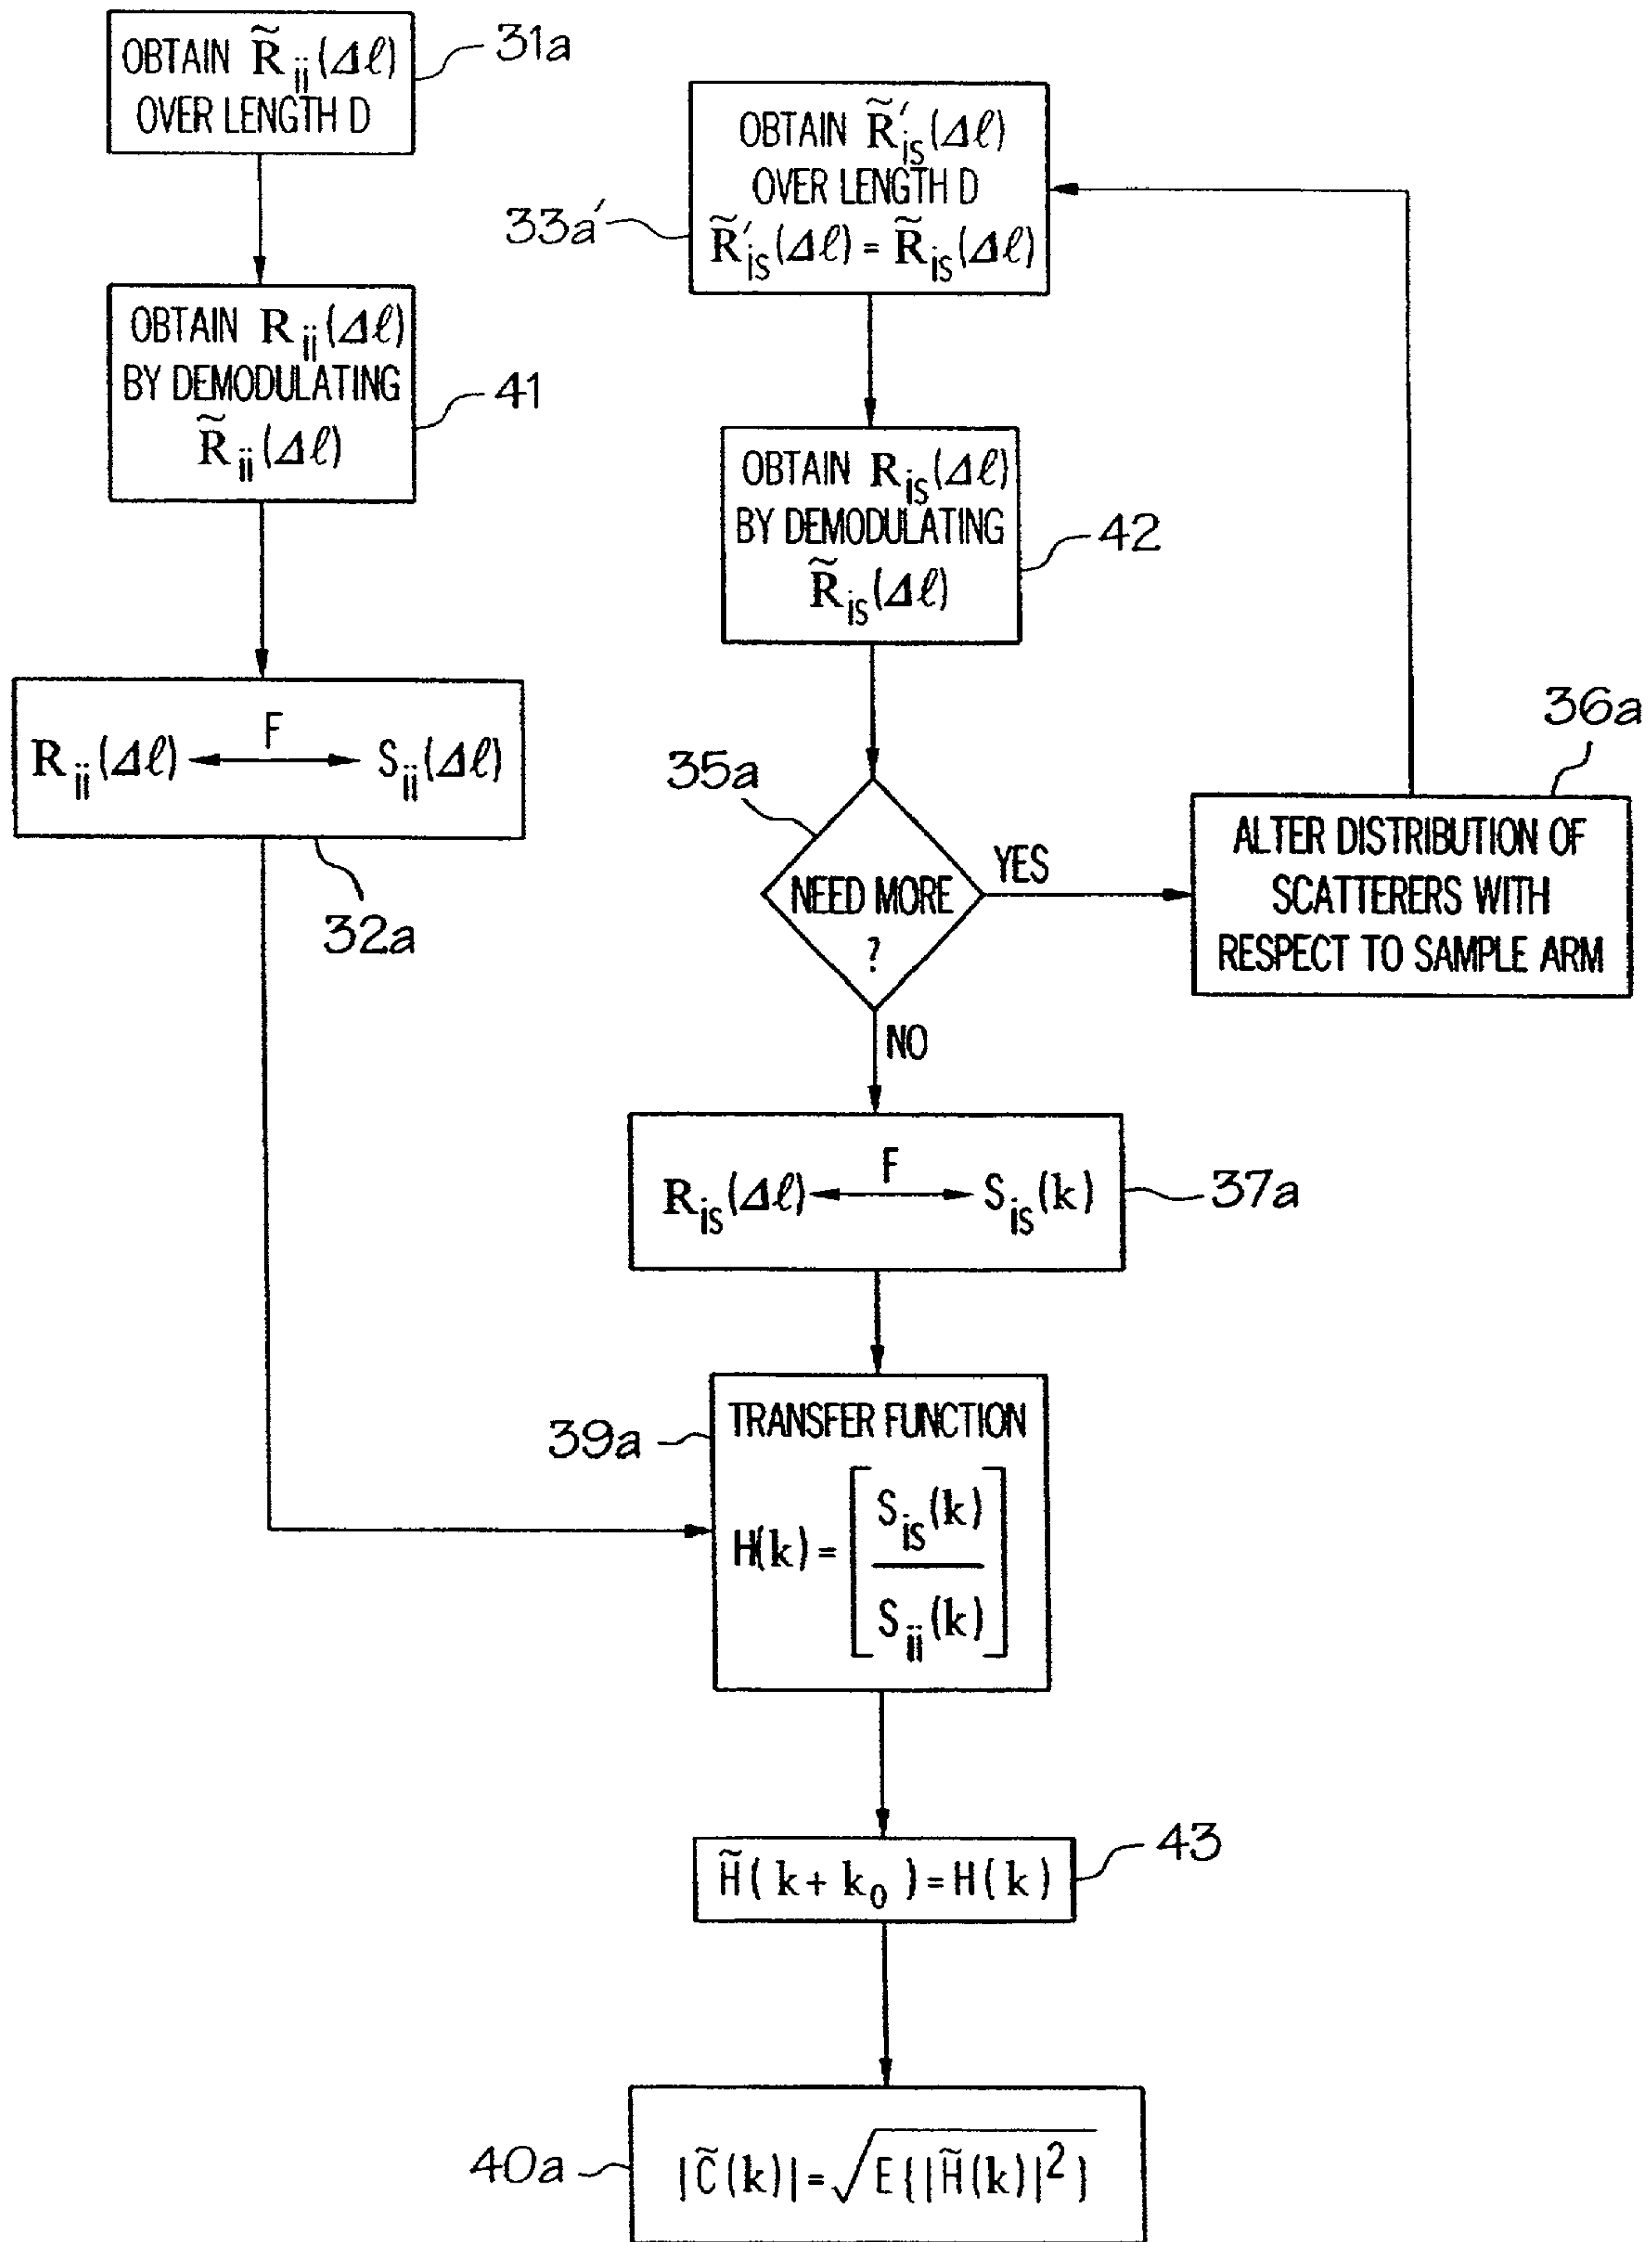 OBTAIN R̃ii(Δℓ)
OVER LENGTH D
31a
OBTAIN Rii(Δℓ)
BY DEMODULATING
R̃ii(Δℓ)
41
F
Rii(Δℓ) ⟷ Sii(Δℓ)
32a
OBTAIN R̃'is(Δℓ)
OVER LENGTH D
R̃'is(Δℓ) = R̃is(Δℓ)
33a'
OBTAIN Ris(Δℓ)
BY DEMODULATING
R̃is(Δℓ)
42
35a
NEED MORE
?
YES
NO
36a
ALTER DISTRIBUTION OF
SCATTERERS WITH
RESPECT TO SAMPLE ARM
F
Ris(Δℓ) ⟷ Sis(k)
37a
39a
TRANSFER FUNCTION
H(k) = [Sis(k) / Sii(k)]
H̃(k+k0) = H(k)
43
40a
|C̃(k)| = √E{|H̃(k)|²}